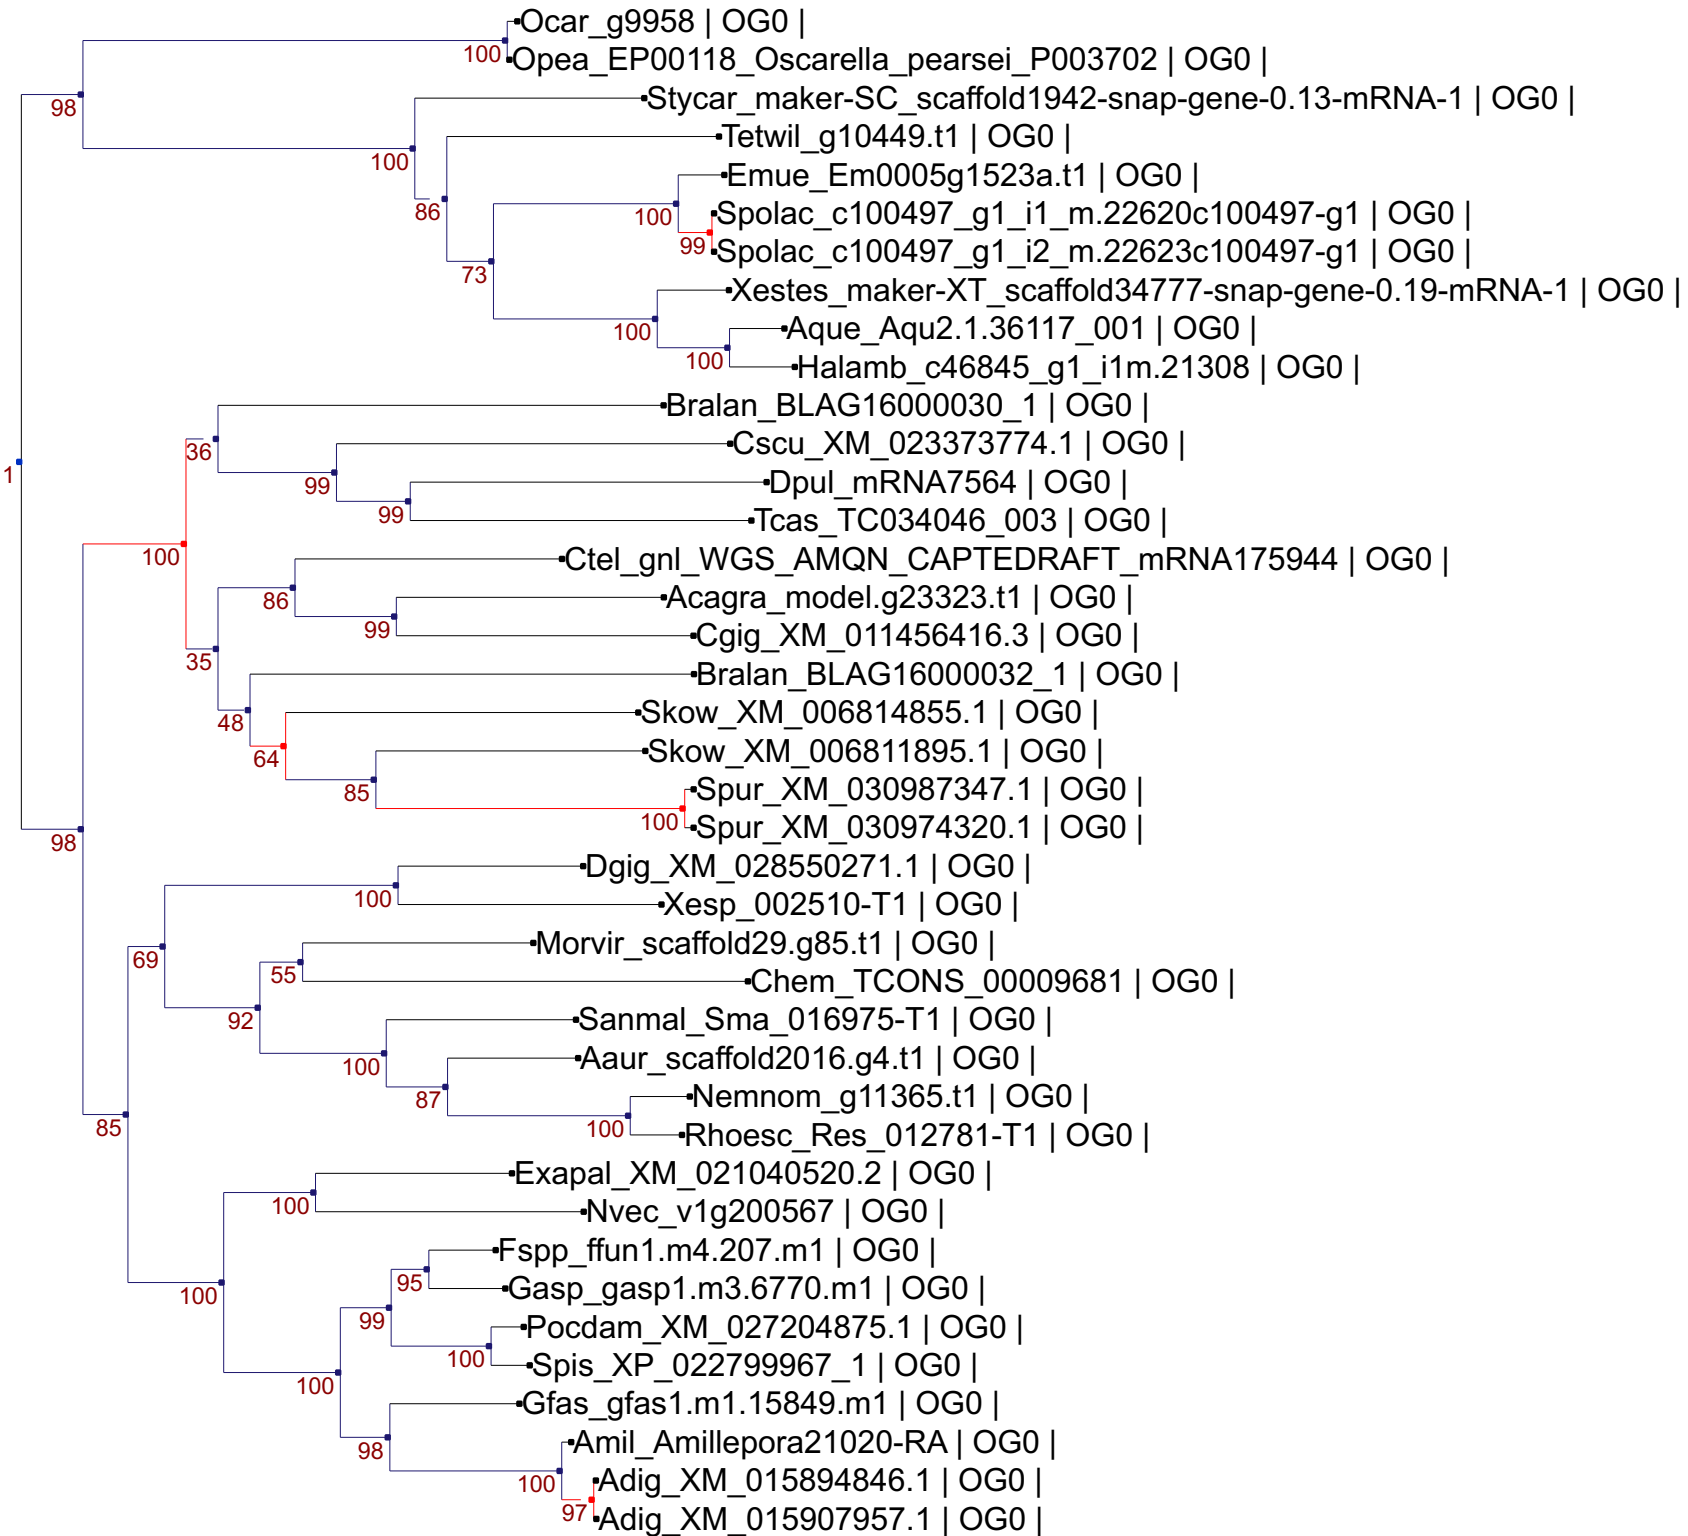 Ocar_g9958 | OG0 |
100
Opea_EP00118_Oscarella_pearsei_P003702 | OG0 |
98
Stycar_maker-SC_scaffold1942-snap-gene-0.13-mRNA-1 | OG0 |
Tetwil_g10449.t1 | OG0 |
100
Emue_Em0005g1523a.t1 | OG0 |
86
100
Spolac_c100497_g1_i1_m.22620c100497-g1 | OG0 |
99
Spolac_c100497_g1_i2_m.22623c100497-g1 | OG0 |
73
Xestes_maker-XT_scaffold34777-snap-gene-0.19-mRNA-1 | OG0 |
100
Aque_Aqu2.1.36117_001 | OG0 |
100
Halamb_c46845_g1_i1m.21308 | OG0 |
Bralan_BLAG16000030_1 | OG0 |
36
Cscu_XM_023373774.1 | OG0 |
1
99
Dpul_mRNA7564 | OG0 |
99
Tcas_TC034046_003 | OG0 |
100
Ctel_gnl_WGS_AMQN_CAPTEDRAFT_mRNA175944 | OG0 |
86
Acagra_model.g23323.t1 | OG0 |
99
Cgig_XM_011456416.3 | OG0 |
35
Bralan_BLAG16000032_1 | OG0 |
48
Skow_XM_006814855.1 | OG0 |
64
Skow_XM_006811895.1 | OG0 |
85
Spur_XM_030987347.1 | OG0 |
100
Spur_XM_030974320.1 | OG0 |
98
Dgig_XM_028550271.1 | OG0 |
100
Xesp_002510-T1 | OG0 |
Morvir_scaffold29.g85.t1 | OG0 |
69
55
Chem_TCONS_00009681 | OG0 |
92
Sanmal_Sma_016975-T1 | OG0 |
100
Aaur_scaffold2016.g4.t1 | OG0 |
87
Nemnom_g11365.t1 | OG0 |
85
100
Rhoesc_Res_012781-T1 | OG0 |
Exapal_XM_021040520.2 | OG0 |
100
Nvec_v1g200567 | OG0 |
Fspp_ffun1.m4.207.m1 | OG0 |
95
100
Gasp_gasp1.m3.6770.m1 | OG0 |
99
Pocdam_XM_027204875.1 | OG0 |
100
Spis_XP_022799967_1 | OG0 |
100
Gfas_gfas1.m1.15849.m1 | OG0 |
98
Amil_Amillepora21020-RA | OG0 |
100
Adig_XM_015894846.1 | OG0 |
97
Adig_XM_015907957.1 | OG0 |